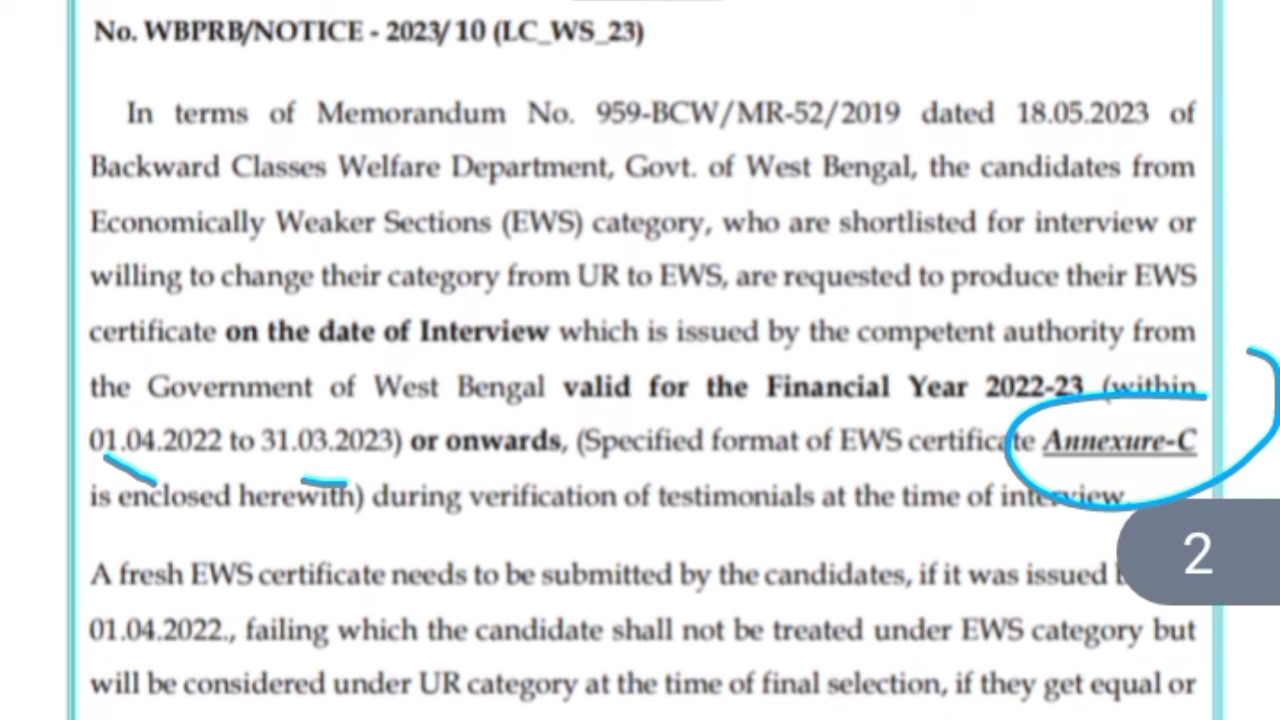 No. WBPRB/NOTICE - 2023/ 10 (LC_WS_23)
In terms of Memorandum No. 959-BCW/MR-52/2019 dated 18.05.2023 of
Backward Classes Welfare Department, Govt. of West Bengal, the candidates from
Economically Weaker Sections (EWS) category, who are shortlisted for interview or
willing to change their category from UR to EWS, are requested to produce their EWS
certificate on the date of Interview which is issued by the competent authority from
the Government of West Bengal valid for the Financial Year 2022-23 (within
01.04.2022 to 31.03.2023) or onwards, (Specified format of EWS certificate Annexure-C
is enclosed herewith) during verification of testimonials at the time of interview.
2
A fresh EWS certificate needs to be submitted by the candidates, if it was issued
01.04.2022., failing which the candidate shall not be treated under EWS category but
will be considered under UR category at the time of final selection, if they get equal or